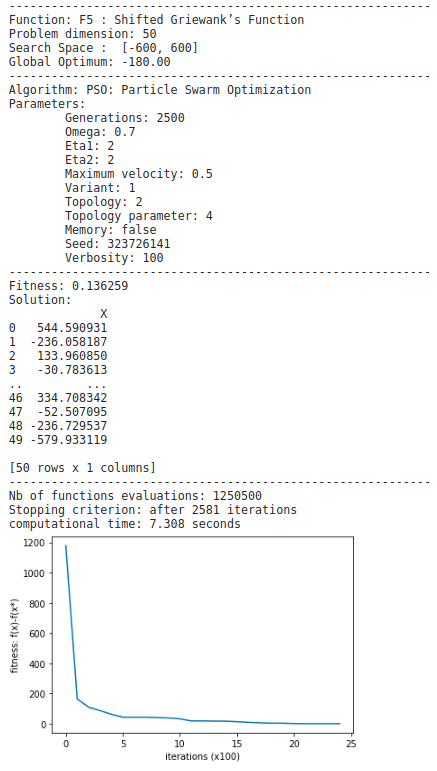 ------------------------------------------------------------
Function: F5 : Shifted Griewank’s Function
Problem dimension: 50
Search Space :  [-600, 600]
Global Optimum: -180.00
------------------------------------------------------------
Algorithm: PSO: Particle Swarm Optimization
Parameters:
        Generations: 2500
        Omega: 0.7
        Eta1: 2
        Eta2: 2
        Maximum velocity: 0.5
        Variant: 1
        Topology: 2
        Topology parameter: 4
        Memory: false
        Seed: 323726141
        Verbosity: 100
------------------------------------------------------------
Fitness: 0.136259
Solution:
             X
0   544.590931
1  -236.058187
2   133.960850
3   -30.783613
..         ...
46  334.708342
47  -52.507095
48 -236.729537
49 -579.933119
[50 rows x 1 columns]
------------------------------------------------------------
Nb of functions evaluations: 1250500
Stopping criterion: after 2581 iterations
computational time: 7.308 seconds
1200
1000
800
600
400
200
0
fitness: f(x)-f(x*)
0 5 10 15 20 25
iterations (x100)